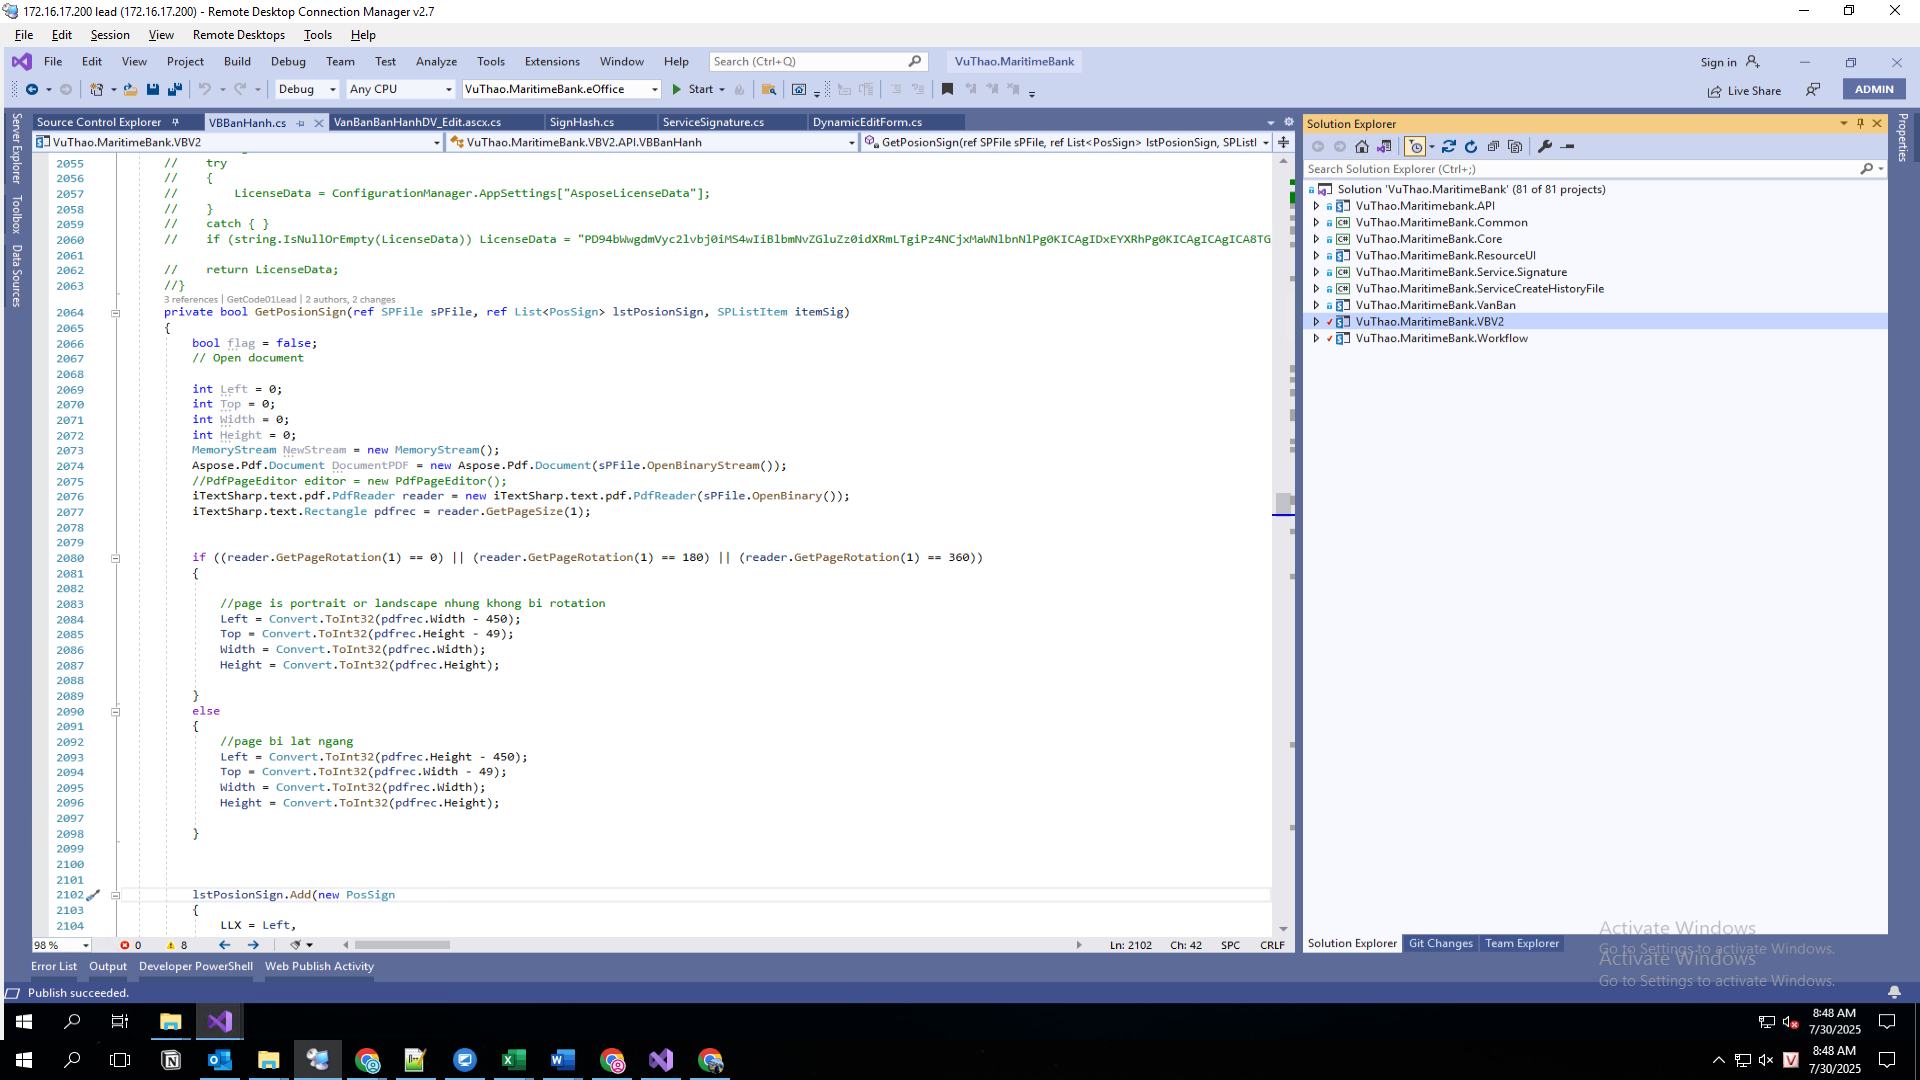 172.16.17.200 lead (172.16.17.200) - Remote Desktop Connection Manager v2.7
File Edit Session View Remote Desktops Tools Help
File Edit View Project Build Debug Team Test Analyze Tools Extensions Window Help Search (Ctrl+Q) VuThao.MaritimeBank Sign in
Debug Any CPU VuThao.MaritimeBank.eOffice Start Live Share ADMIN
Server Explorer
Toolbox
Data Sources
Source Control Explorer VBBanHanh.cs VanBanBanHanhDV_Edit.ascx.cs SignHash.cs ServiceSignature.cs DynamicEditForm.cs
VuThao.MaritimeBank.VBV2 VuThao.MaritimeBank.VBV2.API.VBBanHanh GetPosionSign(ref SPFile sPFile, ref List<PosSign> lstPosionSign, SPListI
2055 // try
2056 // {
2057 // LicenseData = ConfigurationManager.AppSettings["AsposeLicenseData"];
2058 // }
2059 // catch { }
2060 // if (string.IsNullOrEmpty(LicenseData)) LicenseData = "PD94bWwgdmVyc2lvbj0iMS4wIiBlbmNvZGluZz0idXRmLTgiPz4NCjxMaWNlbnNlPg0KICAgIDxEYXRhPg0KICAgICAgICA8TG
2061
2062 // return LicenseData;
2063 //}
3 references | GetCode01Lead | 2 authors, 2 changes
2064 private bool GetPosionSign(ref SPFile sPFile, ref List<PosSign> lstPosionSign, SPListItem itemSig)
2065 {
2066 bool flag = false;
2067 // Open document
2068
2069 int Left = 0;
2070 int Top = 0;
2071 int Width = 0;
2072 int Height = 0;
2073 MemoryStream NewStream = new MemoryStream();
2074 Aspose.Pdf.Document DocumentPDF = new Aspose.Pdf.Document(sPFile.OpenBinaryStream());
2075 //PdfPageEditor editor = new PdfPageEditor();
2076 iTextSharp.text.pdf.PdfReader reader = new iTextSharp.text.pdf.PdfReader(sPFile.OpenBinary());
2077 iTextSharp.text.Rectangle pdfrec = reader.GetPageSize(1);
2078
2079
2080 if ((reader.GetPageRotation(1) == 0) || (reader.GetPageRotation(1) == 180) || (reader.GetPageRotation(1) == 360))
2081 {
2082
2083 //page is portrait or landscape nhung khong bi rotation
2084 Left = Convert.ToInt32(pdfrec.Width - 450);
2085 Top = Convert.ToInt32(pdfrec.Height - 49);
2086 Width = Convert.ToInt32(pdfrec.Width);
2087 Height = Convert.ToInt32(pdfrec.Height);
2088
2089 }
2090 else
2091 {
2092 //page bi lat ngang
2093 Left = Convert.ToInt32(pdfrec.Height - 450);
2094 Top = Convert.ToInt32(pdfrec.Width - 49);
2095 Width = Convert.ToInt32(pdfrec.Width);
2096 Height = Convert.ToInt32(pdfrec.Height);
2097
2098 }
2099
2100
2101
2102 lstPosionSign.Add(new PosSign
2103 {
2104 LLX = Left,
98 % 0 8 Ln: 2102 Ch: 42 SPC CRLF
Error List Output Developer PowerShell Web Publish Activity
Publish succeeded.
Solution Explorer
Search Solution Explorer (Ctrl+;)
Solution 'VuThao.MaritimeBank' (81 of 81 projects)
VuThao.Maritimebank.API
VuThao.MaritimeBank.Common
VuThao.MaritimeBank.Core
VuThao.MaritimeBank.ResourceUI
VuThao.MaritimeBank.Service.Signature
VuThao.MaritimeBank.ServiceCreateHistoryFile
VuThao.MaritimeBank.VanBan
VuThao.MaritimeBank.VBV2
VuThao.MaritimeBank.Workflow
Solution Explorer Git Changes Team Explorer
Properties
Activate Windows
Go to Settings to activate Windows.
Activate Windows
Go to Settings to activate Windows.
8:48 AM
7/30/2025
8:48 AM
7/30/2025